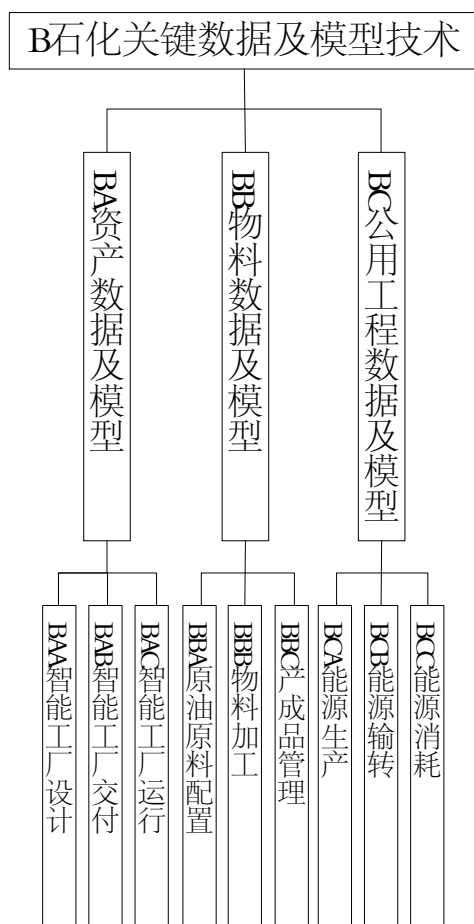 B石化关键数据及模型技术
BA资产数据及模型
BB物料数据及模型
BC公用工程数据及模型
BAA智能工厂设计
BAB智能工厂交付
BAC智能工厂运行
BBA原油原料配置
BBB物料加工
BBC产成品管理
BCA能源生产
BCB能源输转
BCC能源消耗